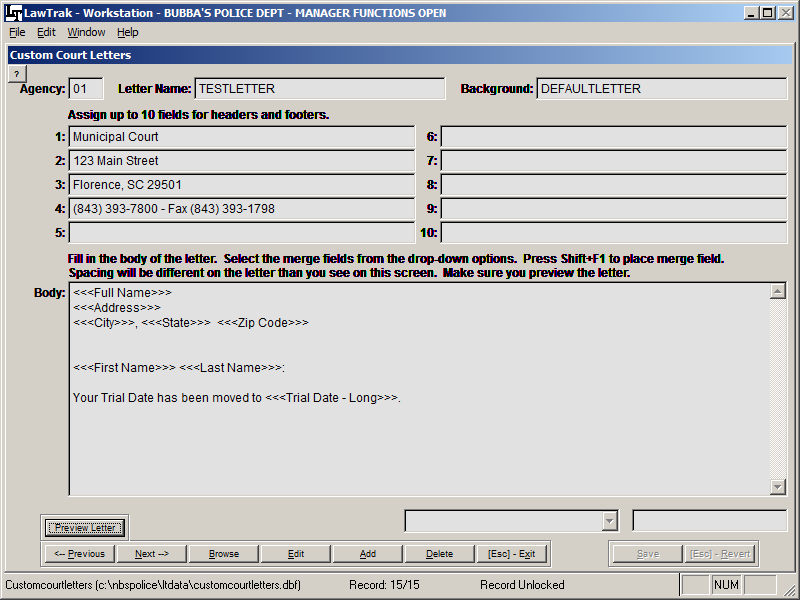 LawTrak - Workstation - BUBBA'S POLICE DEPT - MANAGER FUNCTIONS OPEN
File Edit Window Help
Custom Court Letters
?
Agency: 01 Letter Name: TESTLETTER Background: DEFAULTLETTER
Assign up to 10 fields for headers and footers.
1: Municipal Court 6:
2: 123 Main Street 7:
3: Florence, SC 29501 8:
4: (843) 393-7800 - Fax (843) 393-1798 9:
5: 10:
Fill in the body of the letter. Select the merge fields from the drop-down options. Press Shift+F1 to place merge field.
Spacing will be different on the letter than you see on this screen. Make sure you preview the letter.
Body: <<<Full Name>>>
<<<Address>>>
<<<City>>>, <<<State>>> <<<Zip Code>>>
<<<First Name>>> <<<Last Name>>>:
Your Trial Date has been moved to <<<Trial Date - Long>>>.
Preview Letter
<-- Previous Next --> Browse Edit Add Delete [Esc] - Exit Save [Esc] - Revert
Customcourtletters (c:\nbspolice\ltdata\customcourtletters.dbf) Record: 15/15 Record Unlocked NUM